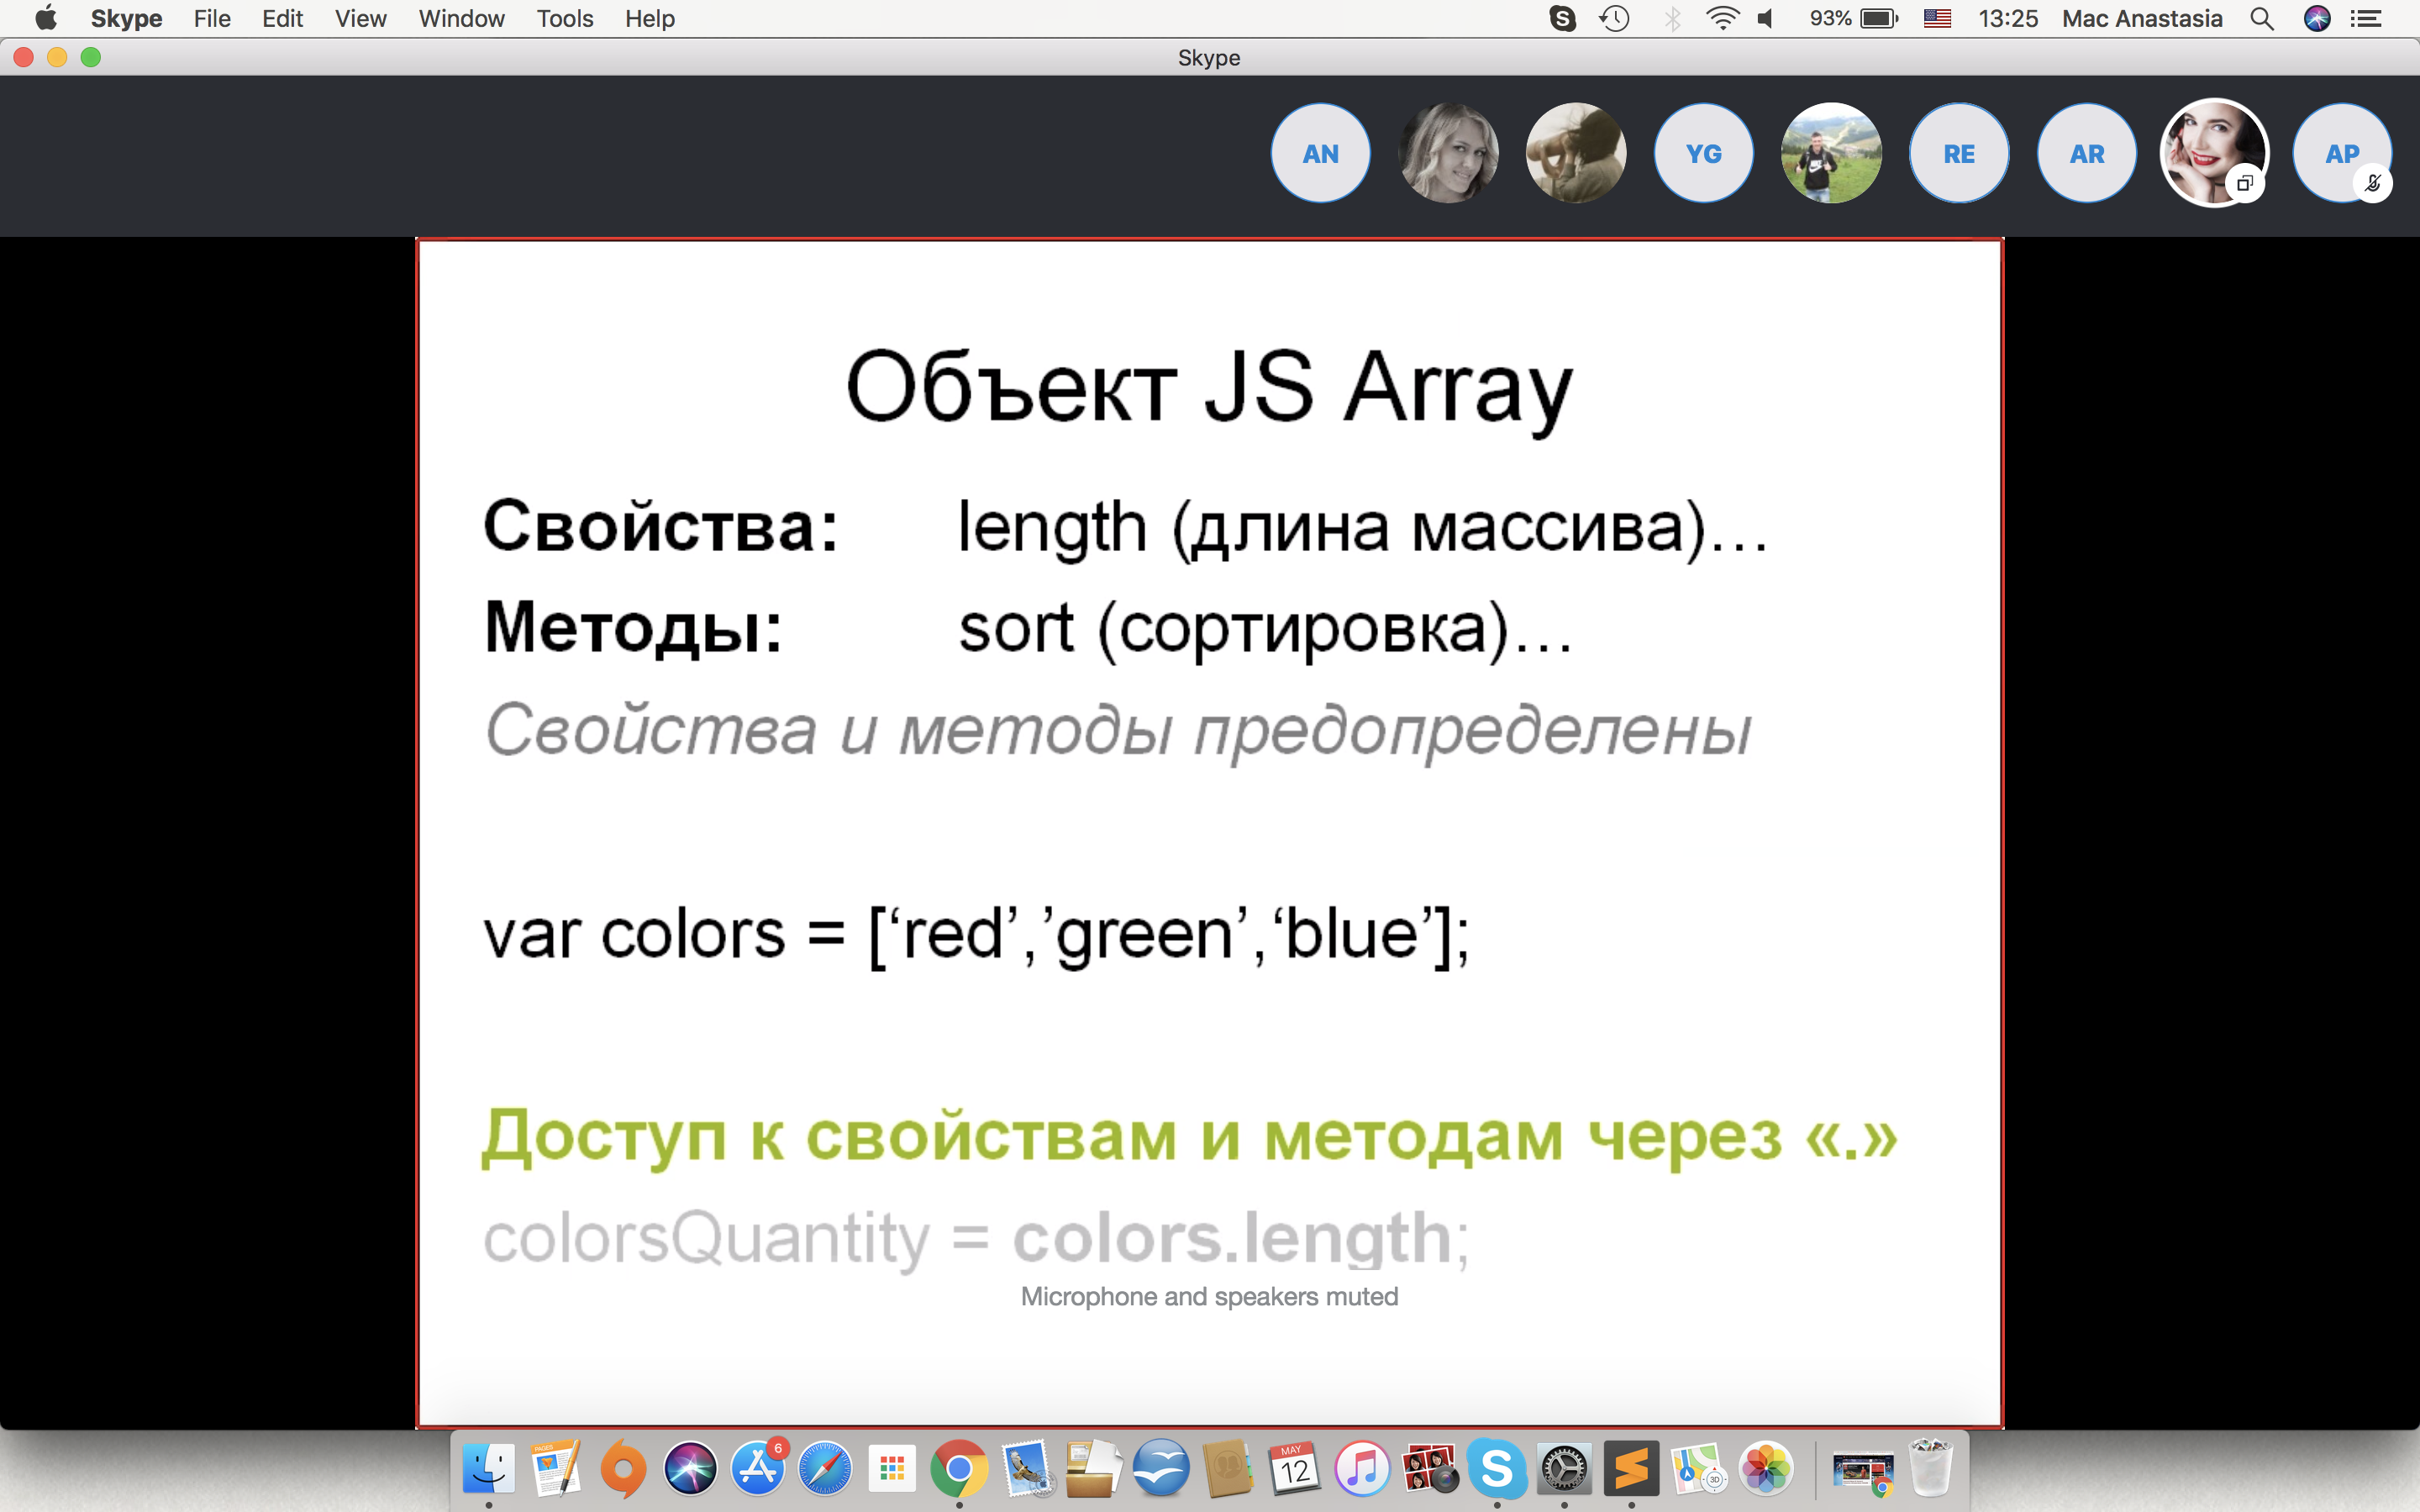 Skype File Edit View Window Tools Help 93% 13:25 Mac Anastasia
Skype
AN YG RE AR AP
Объект JS Array
Свойства: length (длина массива)...
Методы: sort (сортировка)...
Свойства и методы предопределены
var colors = [‘red’,’green’,‘blue’];
Доступ к свойствам и методам через «.»
colorsQuantity = colors.length;
Microphone and speakers muted
PAGES
6
MAY
12
3D